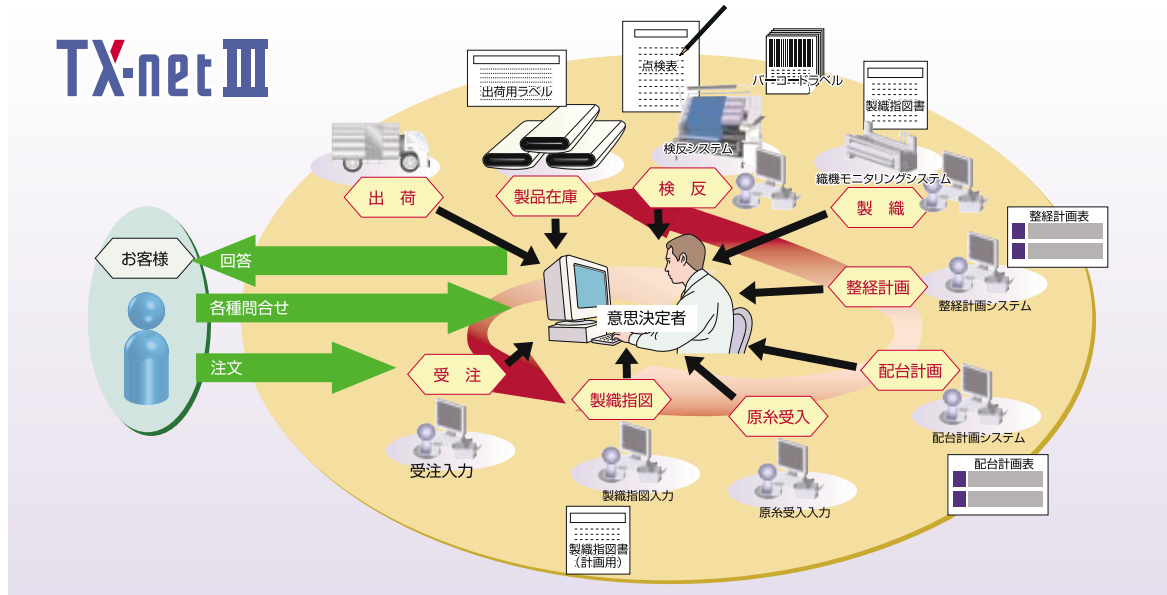 TX-net III
出荷用ラベル
点検表
バーコードラベル
製織指図書
検反システム
織機モニタリングシステム
出 荷
製品在庫
検 反
製 織
整経計画表
お客様
回答
各種問合せ
注文
意思決定者
整経計画
整経計画システム
受 注
製織指図
原糸受入
配台計画
配台計画システム
配台計画表
受注入力
製織指図入力
原糸受入入力
製織指図書
（計画用）